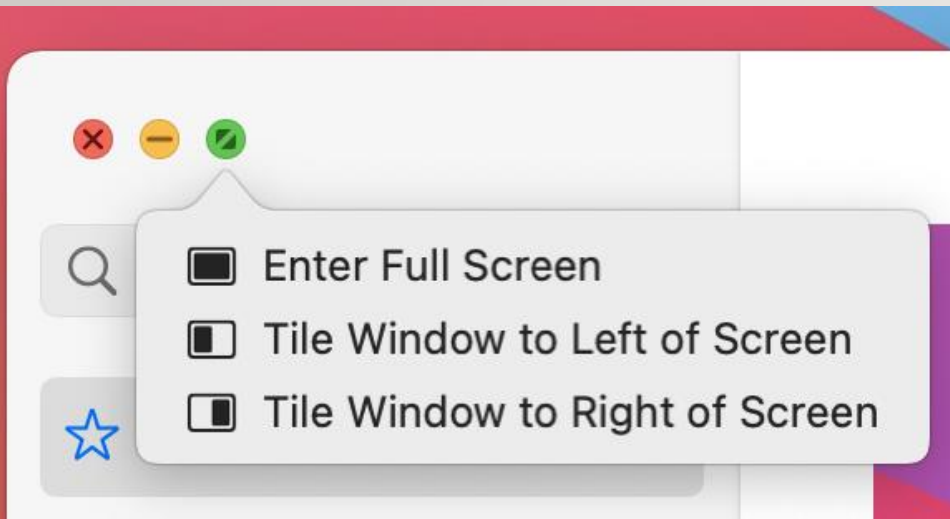 Enter Full Screen
Tile Window to Left of Screen
Tile Window to Right of Screen